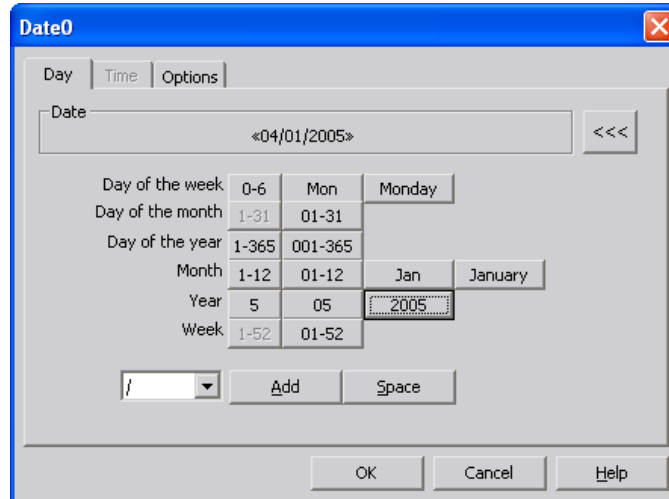 Date0
Day Time Options
Date
«04/01/2005» <<<
Day of the week 0-6 Mon Monday
Day of the month 1-31 01-31
Day of the year 1-365 001-365
Month 1-12 01-12 Jan January
Year 5 05 2005
Week 1-52 01-52
/ Add Space
OK Cancel Help